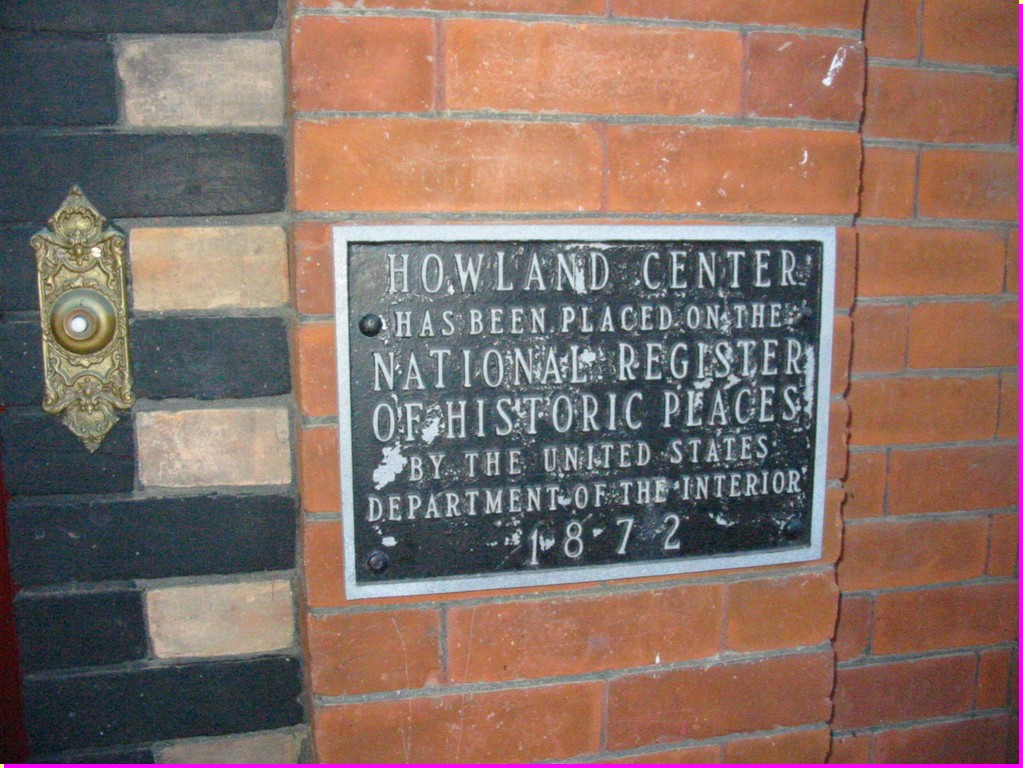 HOWLAND CENTER
HAS BEEN PLACED ON THE
NATIONAL REGISTER
OF HISTORIC PLACES
BY THE UNITED STATES
DEPARTMENT OF THE INTERIOR
1872